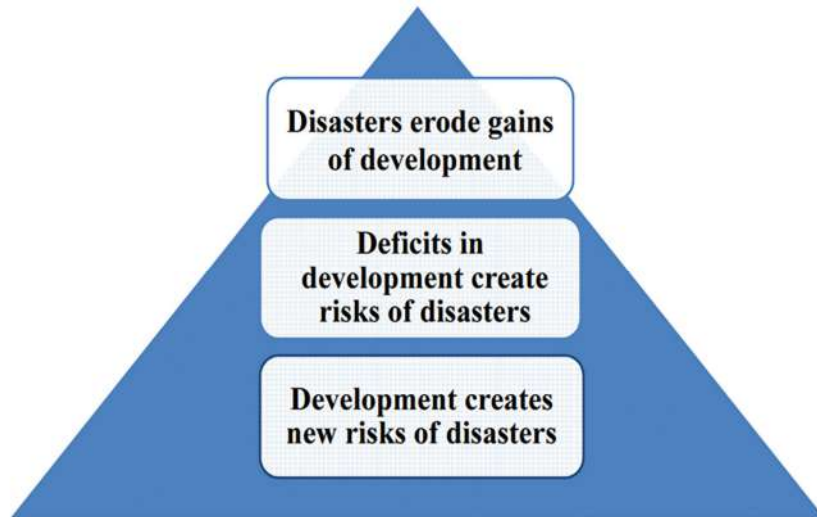 Disasters erode gains
of development
Deficits in
development create
risks of disasters
Development creates
new risks of disasters